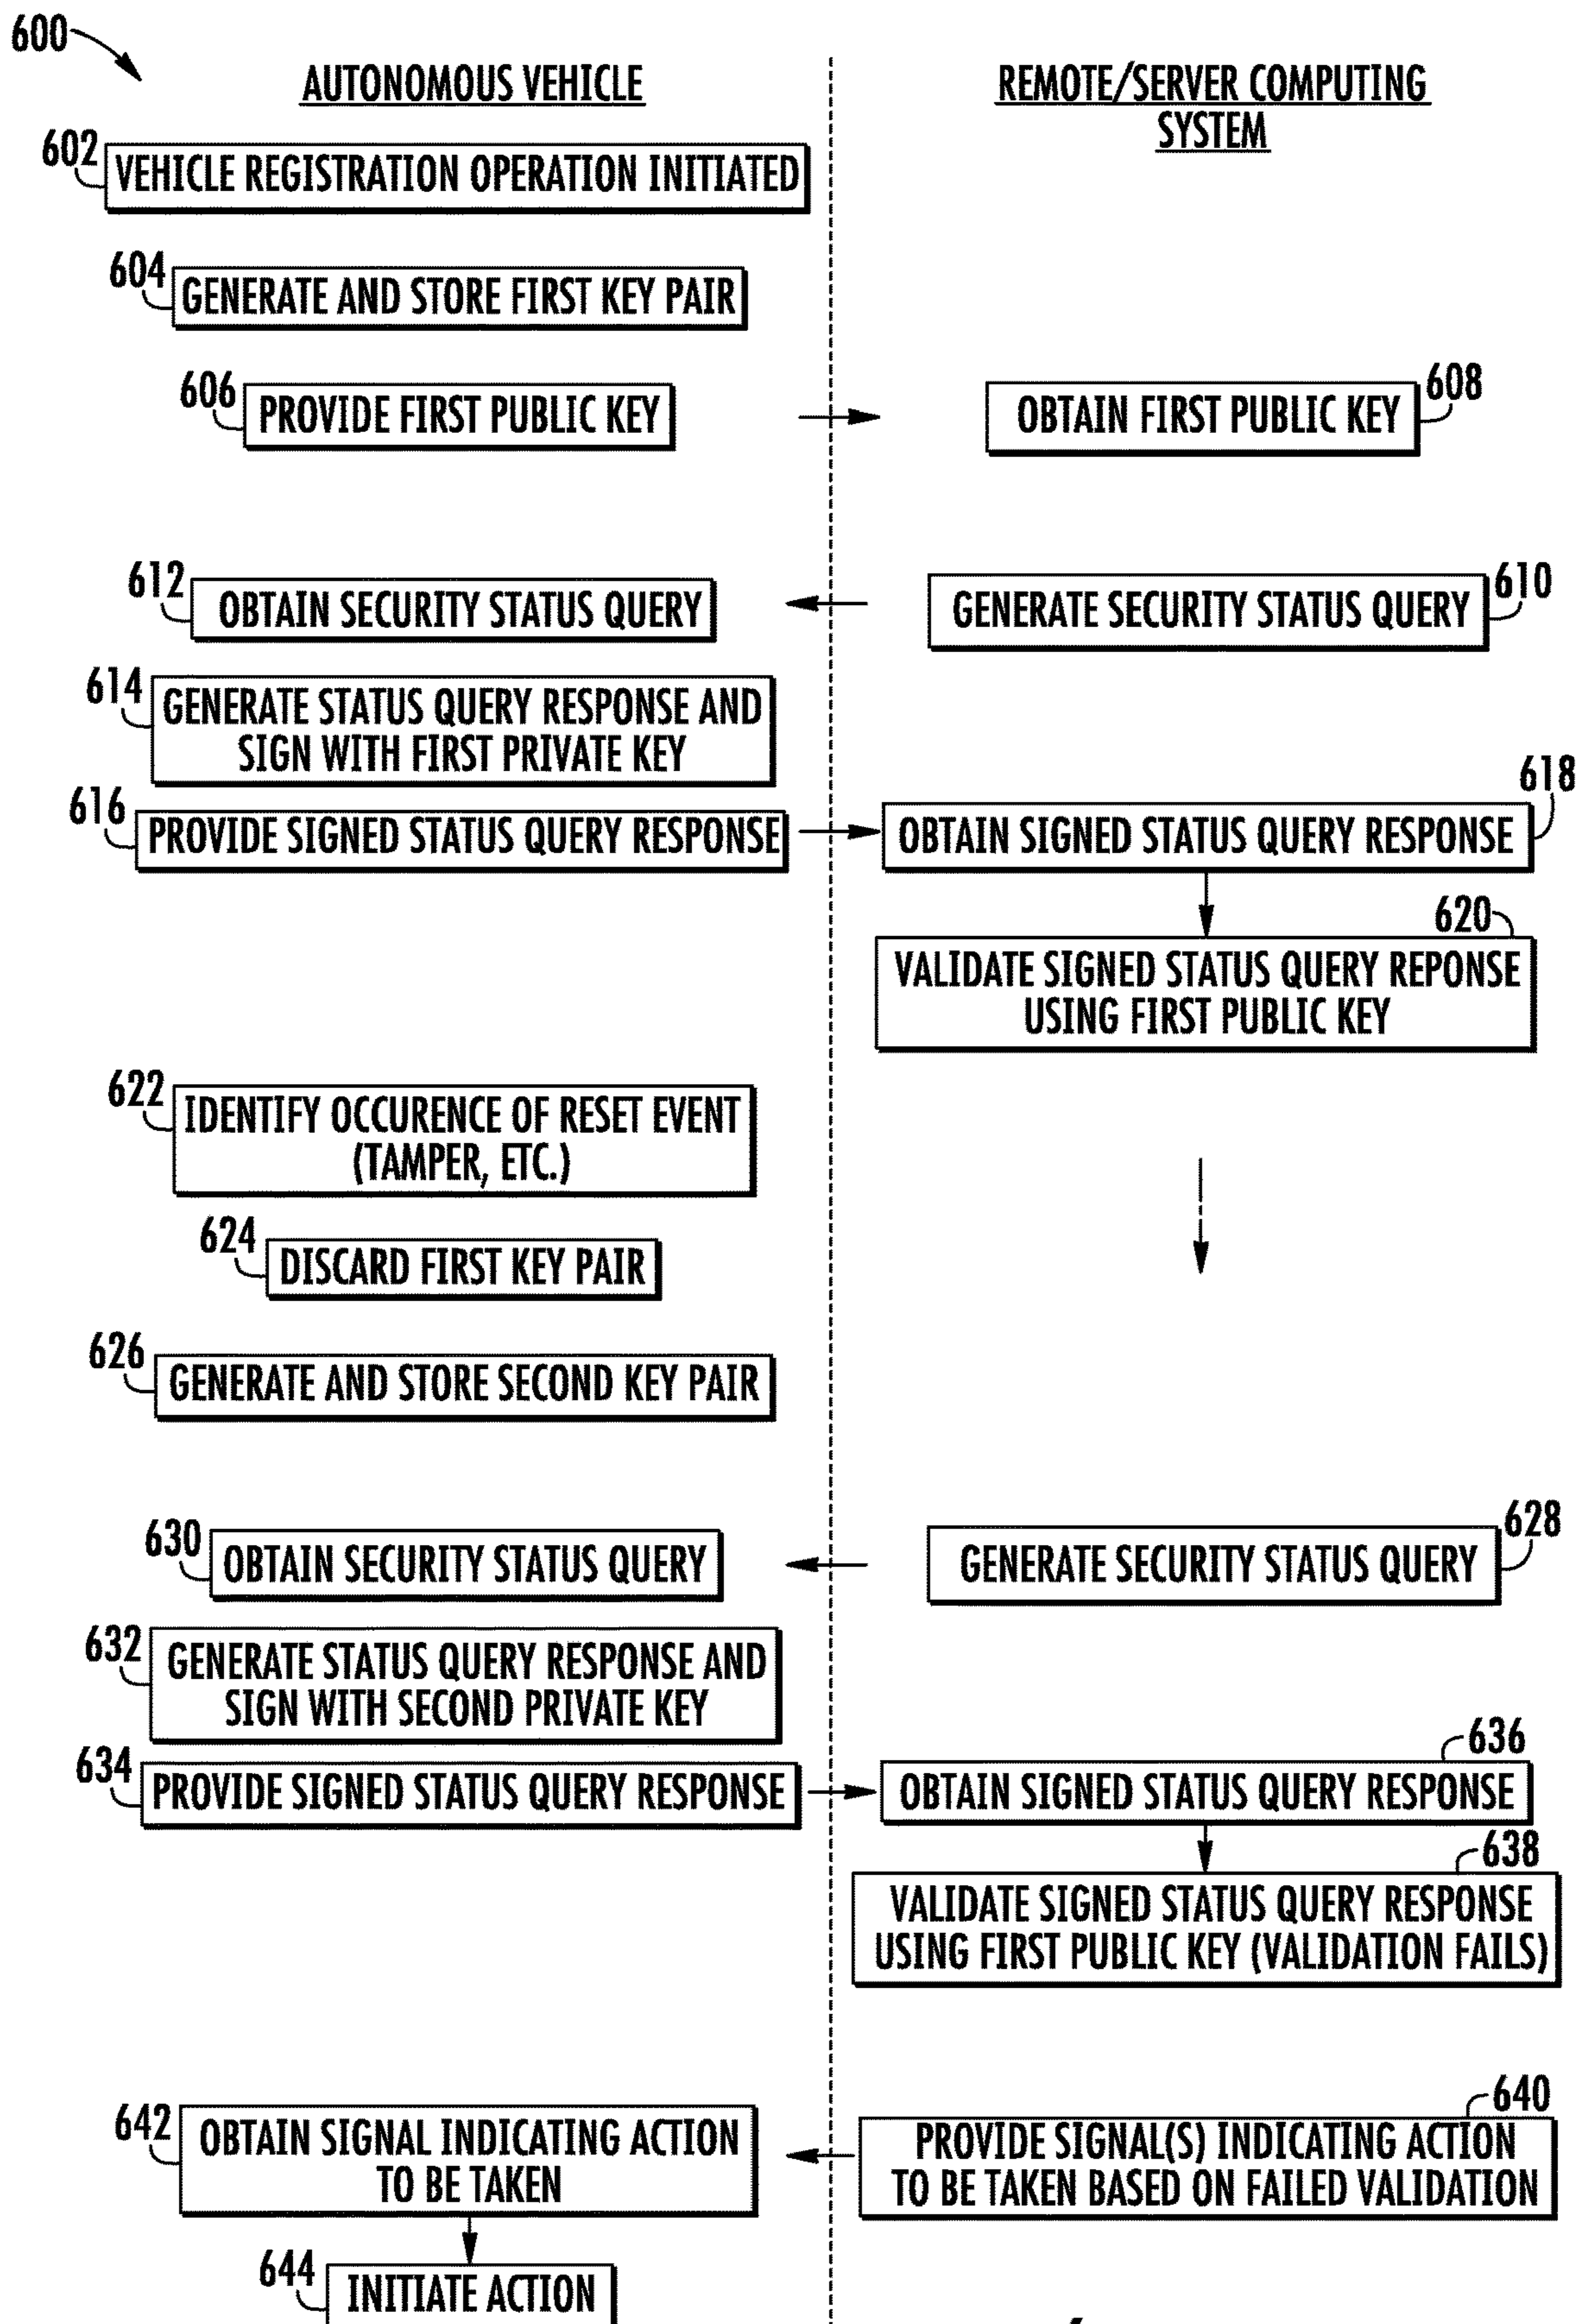 600
AUTONOMOUS VEHICLE
REMOTE/SERVER COMPUTING
SYSTEM
602
VEHICLE REGISTRATION OPERATION INITIATED
604
GENERATE AND STORE FIRST KEY PAIR
606
PROVIDE FIRST PUBLIC KEY
OBTAIN FIRST PUBLIC KEY
608
612
OBTAIN SECURITY STATUS QUERY
GENERATE SECURITY STATUS QUERY
610
614
GENERATE STATUS QUERY RESPONSE AND
SIGN WITH FIRST PRIVATE KEY
616
PROVIDE SIGNED STATUS QUERY RESPONSE
OBTAIN SIGNED STATUS QUERY RESPONSE
618
620
VALIDATE SIGNED STATUS QUERY REPONSE
USING FIRST PUBLIC KEY
622
IDENTIFY OCCURENCE OF RESET EVENT
(TAMPER, ETC.)
624
DISCARD FIRST KEY PAIR
626
GENERATE AND STORE SECOND KEY PAIR
630
OBTAIN SECURITY STATUS QUERY
GENERATE SECURITY STATUS QUERY
628
632
GENERATE STATUS QUERY RESPONSE AND
SIGN WITH SECOND PRIVATE KEY
634
PROVIDE SIGNED STATUS QUERY RESPONSE
636
OBTAIN SIGNED STATUS QUERY RESPONSE
638
VALIDATE SIGNED STATUS QUERY RESPONSE
USING FIRST PUBLIC KEY (VALIDATION FAILS)
642
OBTAIN SIGNAL INDICATING ACTION
TO BE TAKEN
640
PROVIDE SIGNAL(S) INDICATING ACTION
TO BE TAKEN BASED ON FAILED VALIDATION
644
INITIATE ACTION